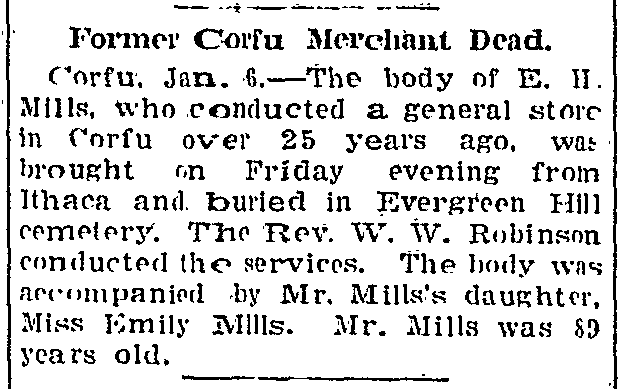 Former Corfu Merchant Dead.
Corfu, Jan. 6.—The body of E. H.
Mills, who conducted a general store
in Corfu over 25 years ago, was
brought on Friday evening from
Ithaca and buried in Evergreen Hill
cemetery. The Rev. W. W. Robinson
conducted the services. The body was
accompanied by Mr. Mills's daughter,
Miss Emily Mills. Mr. Mills was 89
years old.